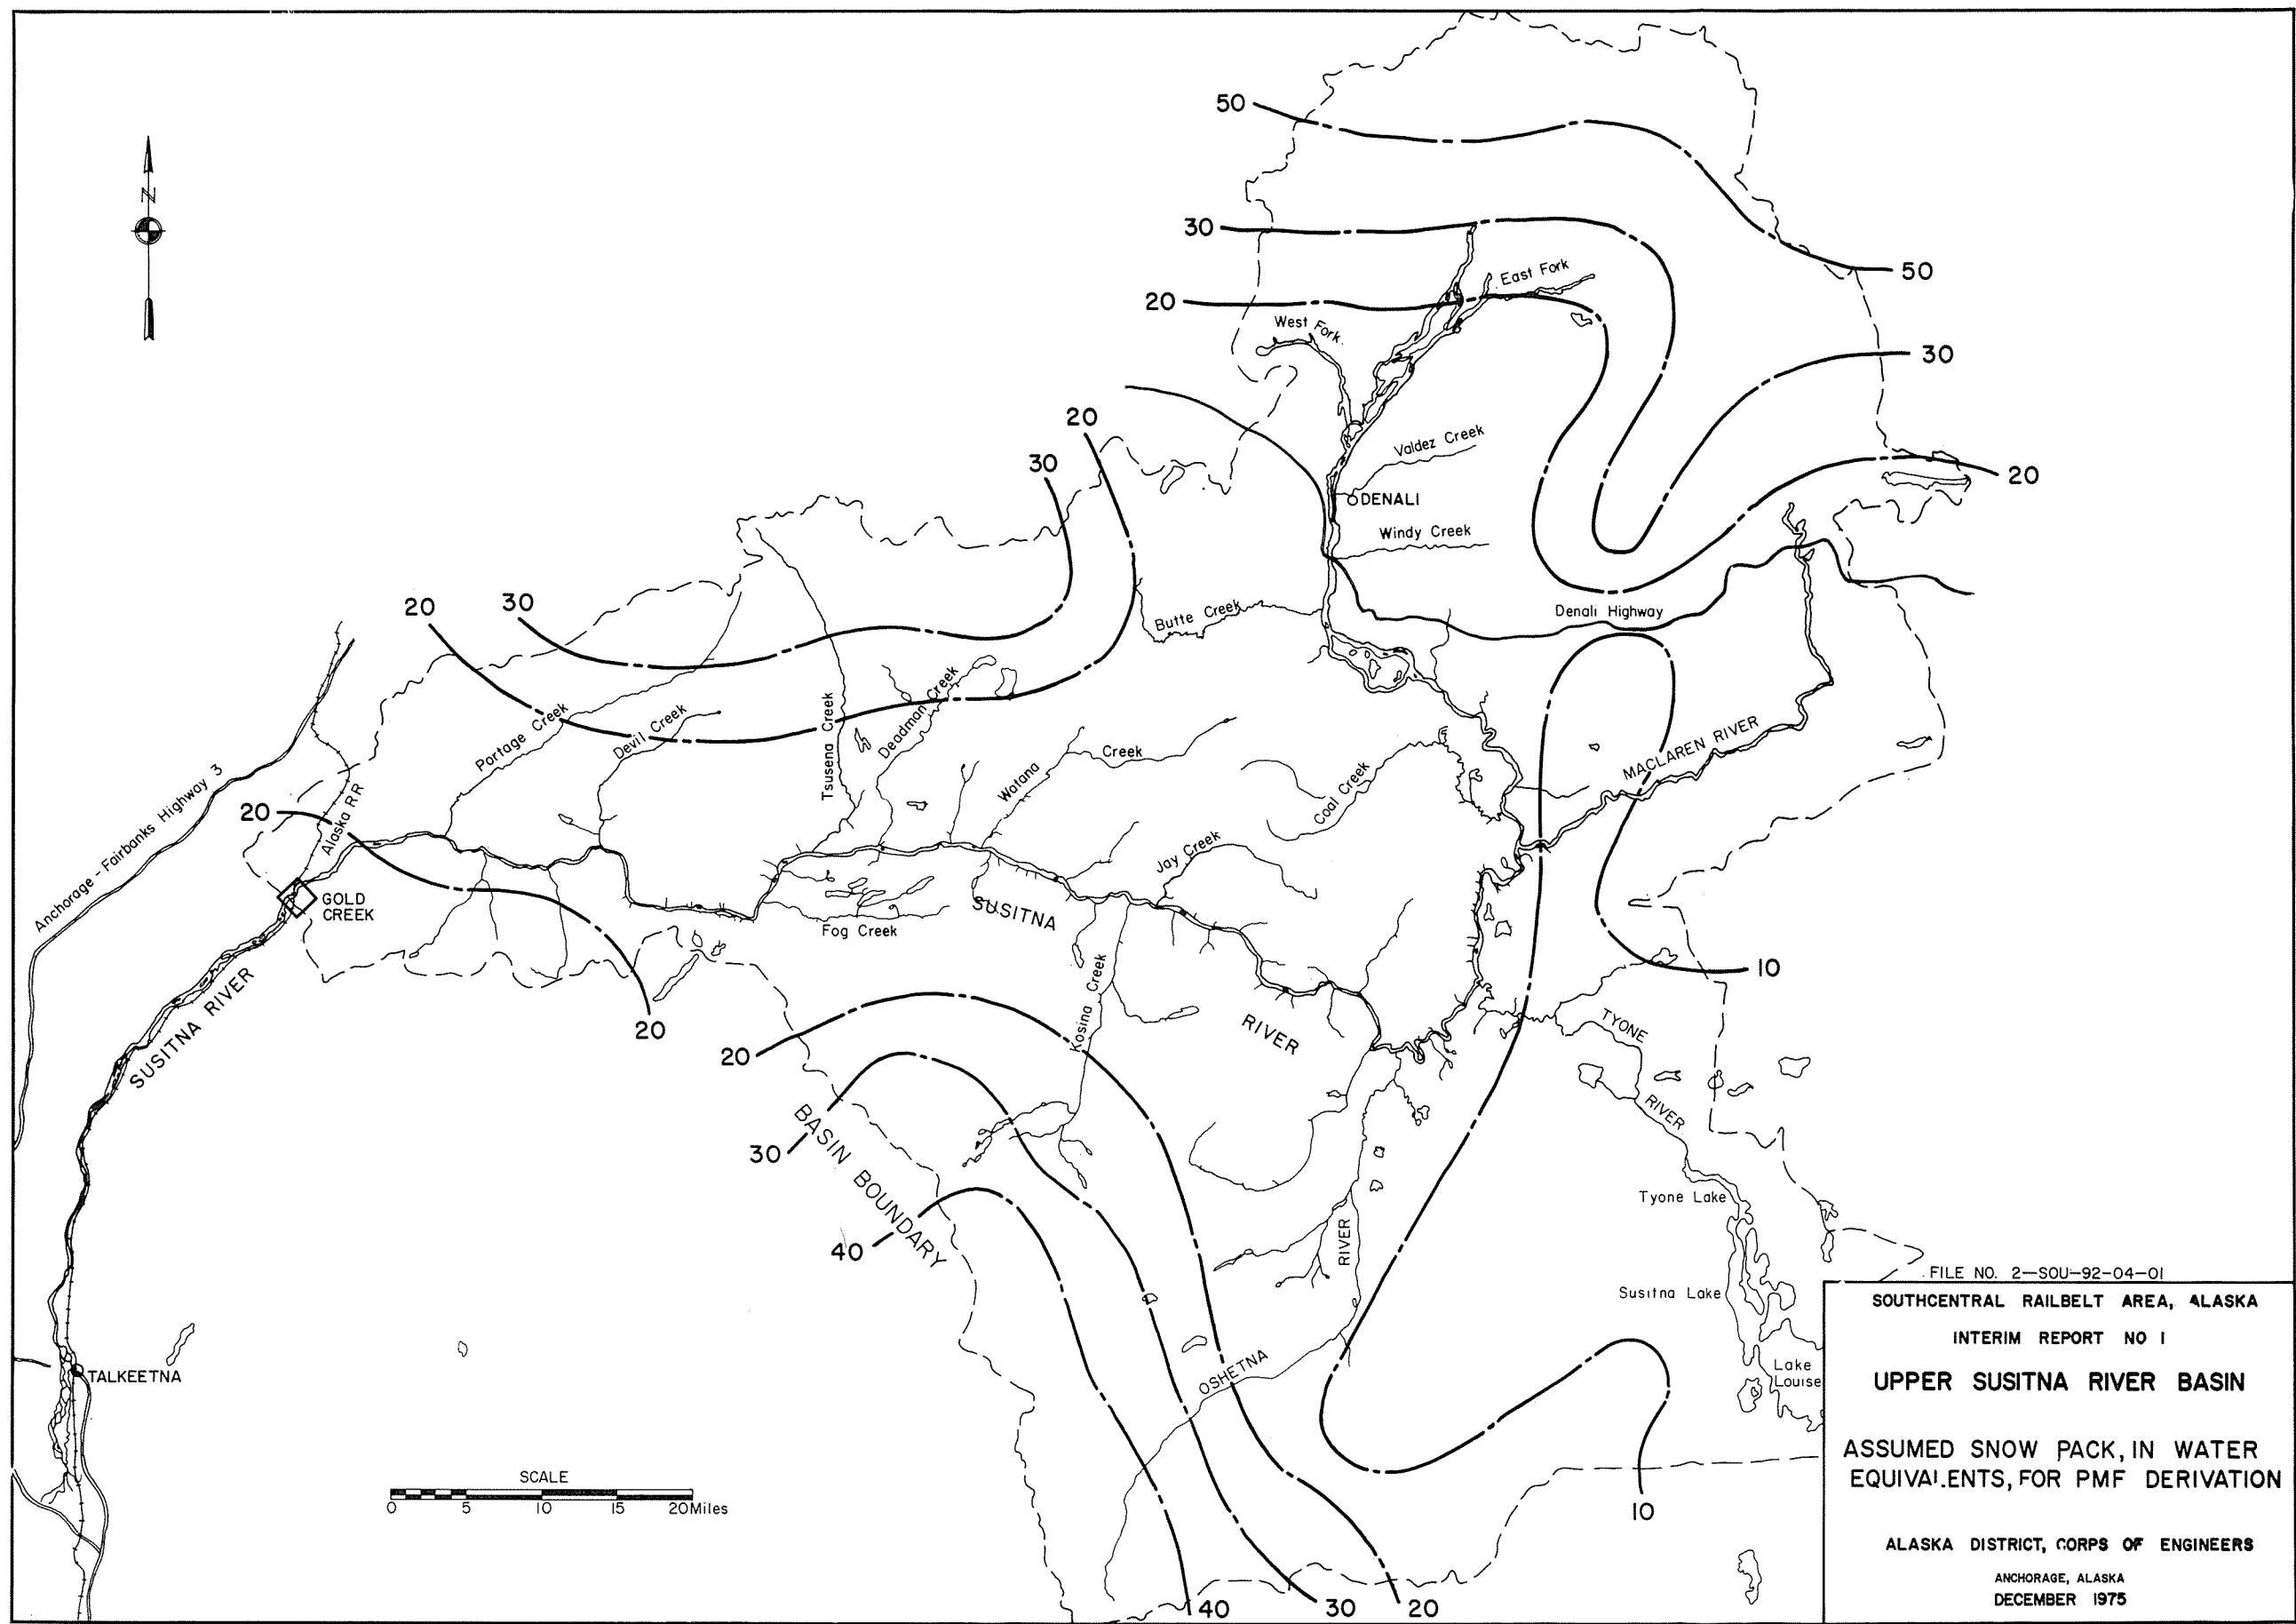 50
N
30
50
East Fork
20
West Fork
30
20
Valdez Creek
30
20
DENALI
Windy Creek
20
30
Butte Creek
Denali Highway
Portage Creek
Devil Creek
Tsusena Creek
Deadman Creek
Watana
Creek
Coal Creek
MACLAREN RIVER
Anchorage - Fairbanks Highway 3
20
Alaska RR
Jay Creek
GOLD
CREEK
SUSITNA
Fog Creek
10
Kosina Creek
SUSITNA RIVER
20
RIVER
TYONE
20
RIVER
BASIN BOUNDARY
30
Tyone Lake
40
RIVER
Susitna Lake
Lake
Louise
OSHETNA
TALKEETNA
SCALE
0 5 10 15 20 Miles
10
40
30
20
FILE NO. 2-SOU-92-04-01
SOUTHCENTRAL RAILBELT AREA, ALASKA
INTERIM REPORT NO 1
UPPER SUSITNA RIVER BASIN
ASSUMED SNOW PACK, IN WATER
EQUIVALENTS, FOR PMF DERIVATION
ALASKA DISTRICT, CORPS OF ENGINEERS
ANCHORAGE, ALASKA
DECEMBER 1975